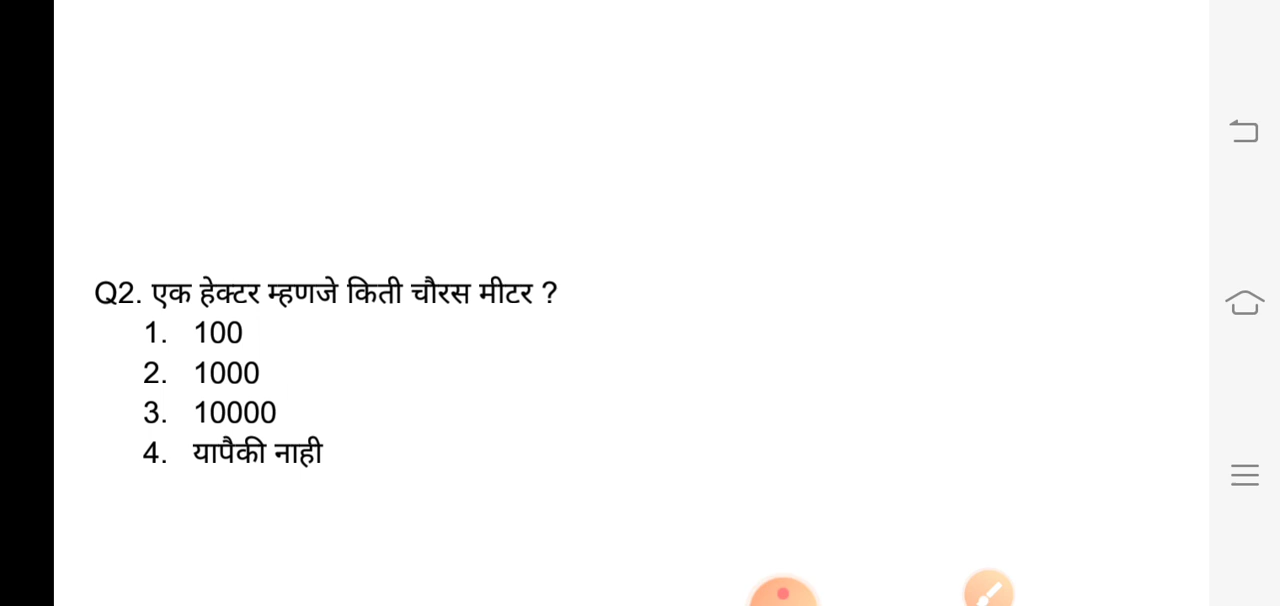 Q2. एक हेक्टर म्हणजे किती चौरस मीटर ?
1. 100
2. 1000
3. 10000
4. यापैकी नाही